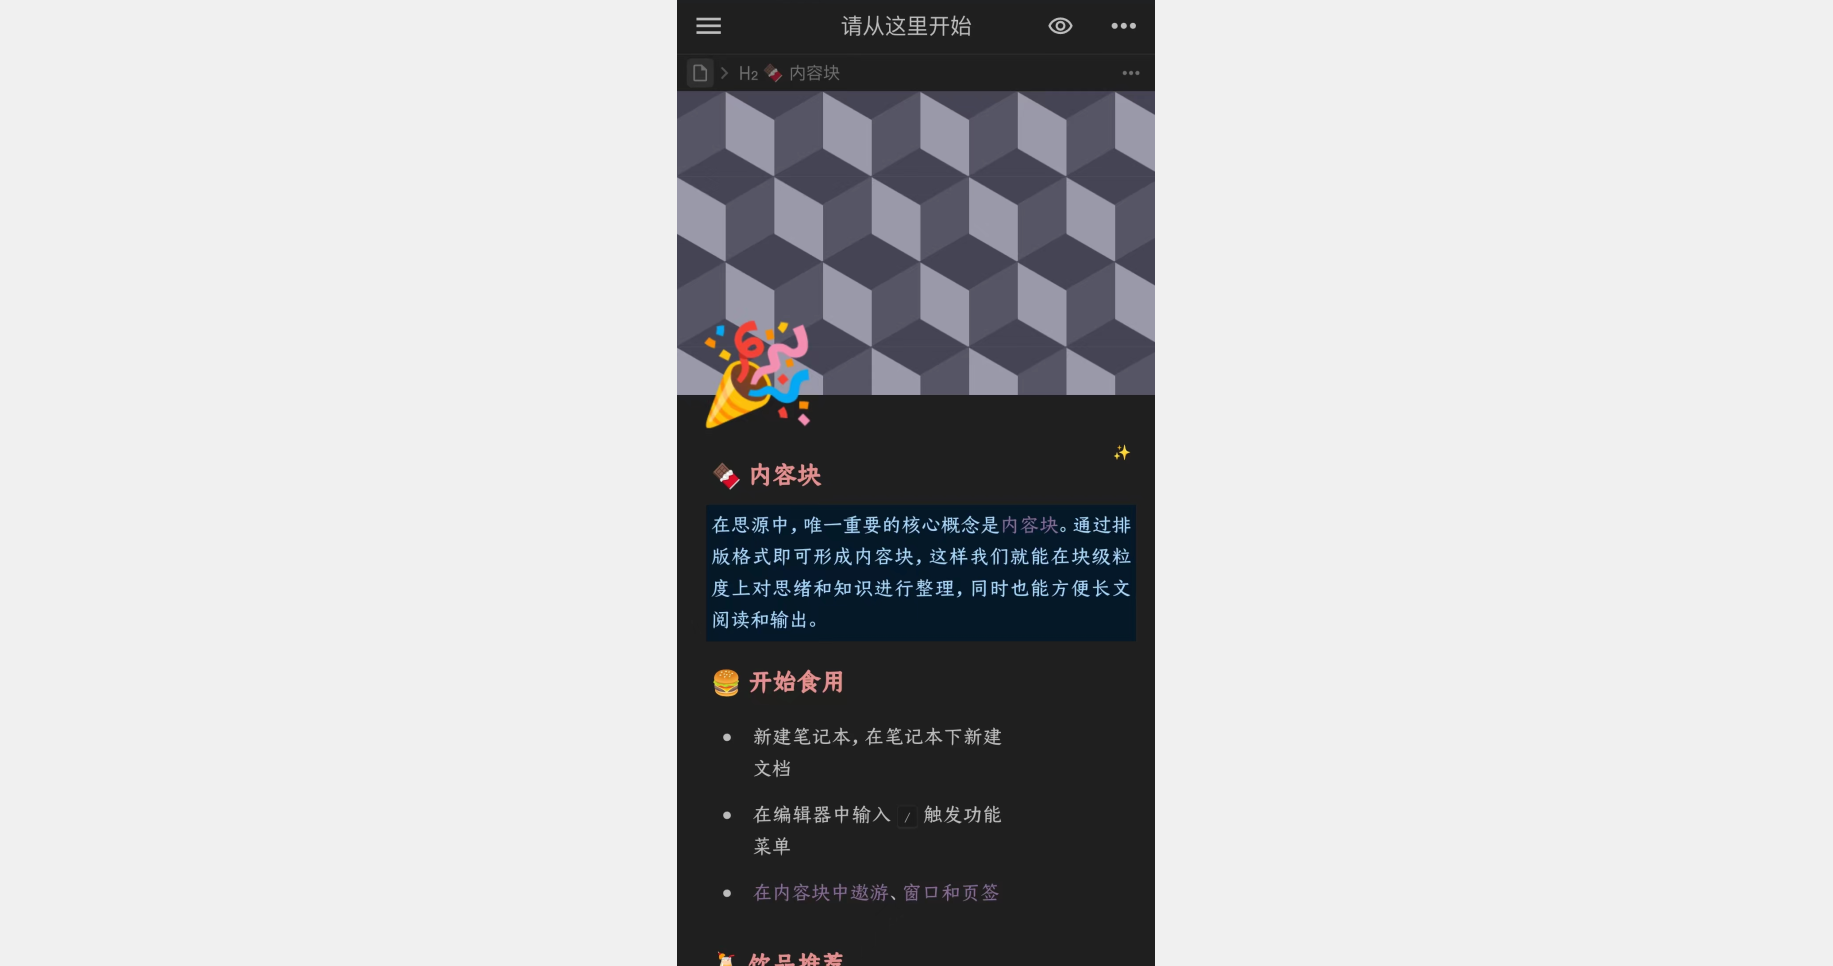 请从这里开始
H2 内容块
内容块
在思源中，唯一重要的核心概念是内容块。通过排
版格式即可形成内容块，这样我们就能在块级粒
度上对思绪和知识进行整理，同时也能方便长文
阅读和输出。
开始食用
新建笔记本，在笔记本下新建
文档
在编辑器中输入 / 触发功能
菜单
在内容块中遨游、窗口和页签
饮品推荐